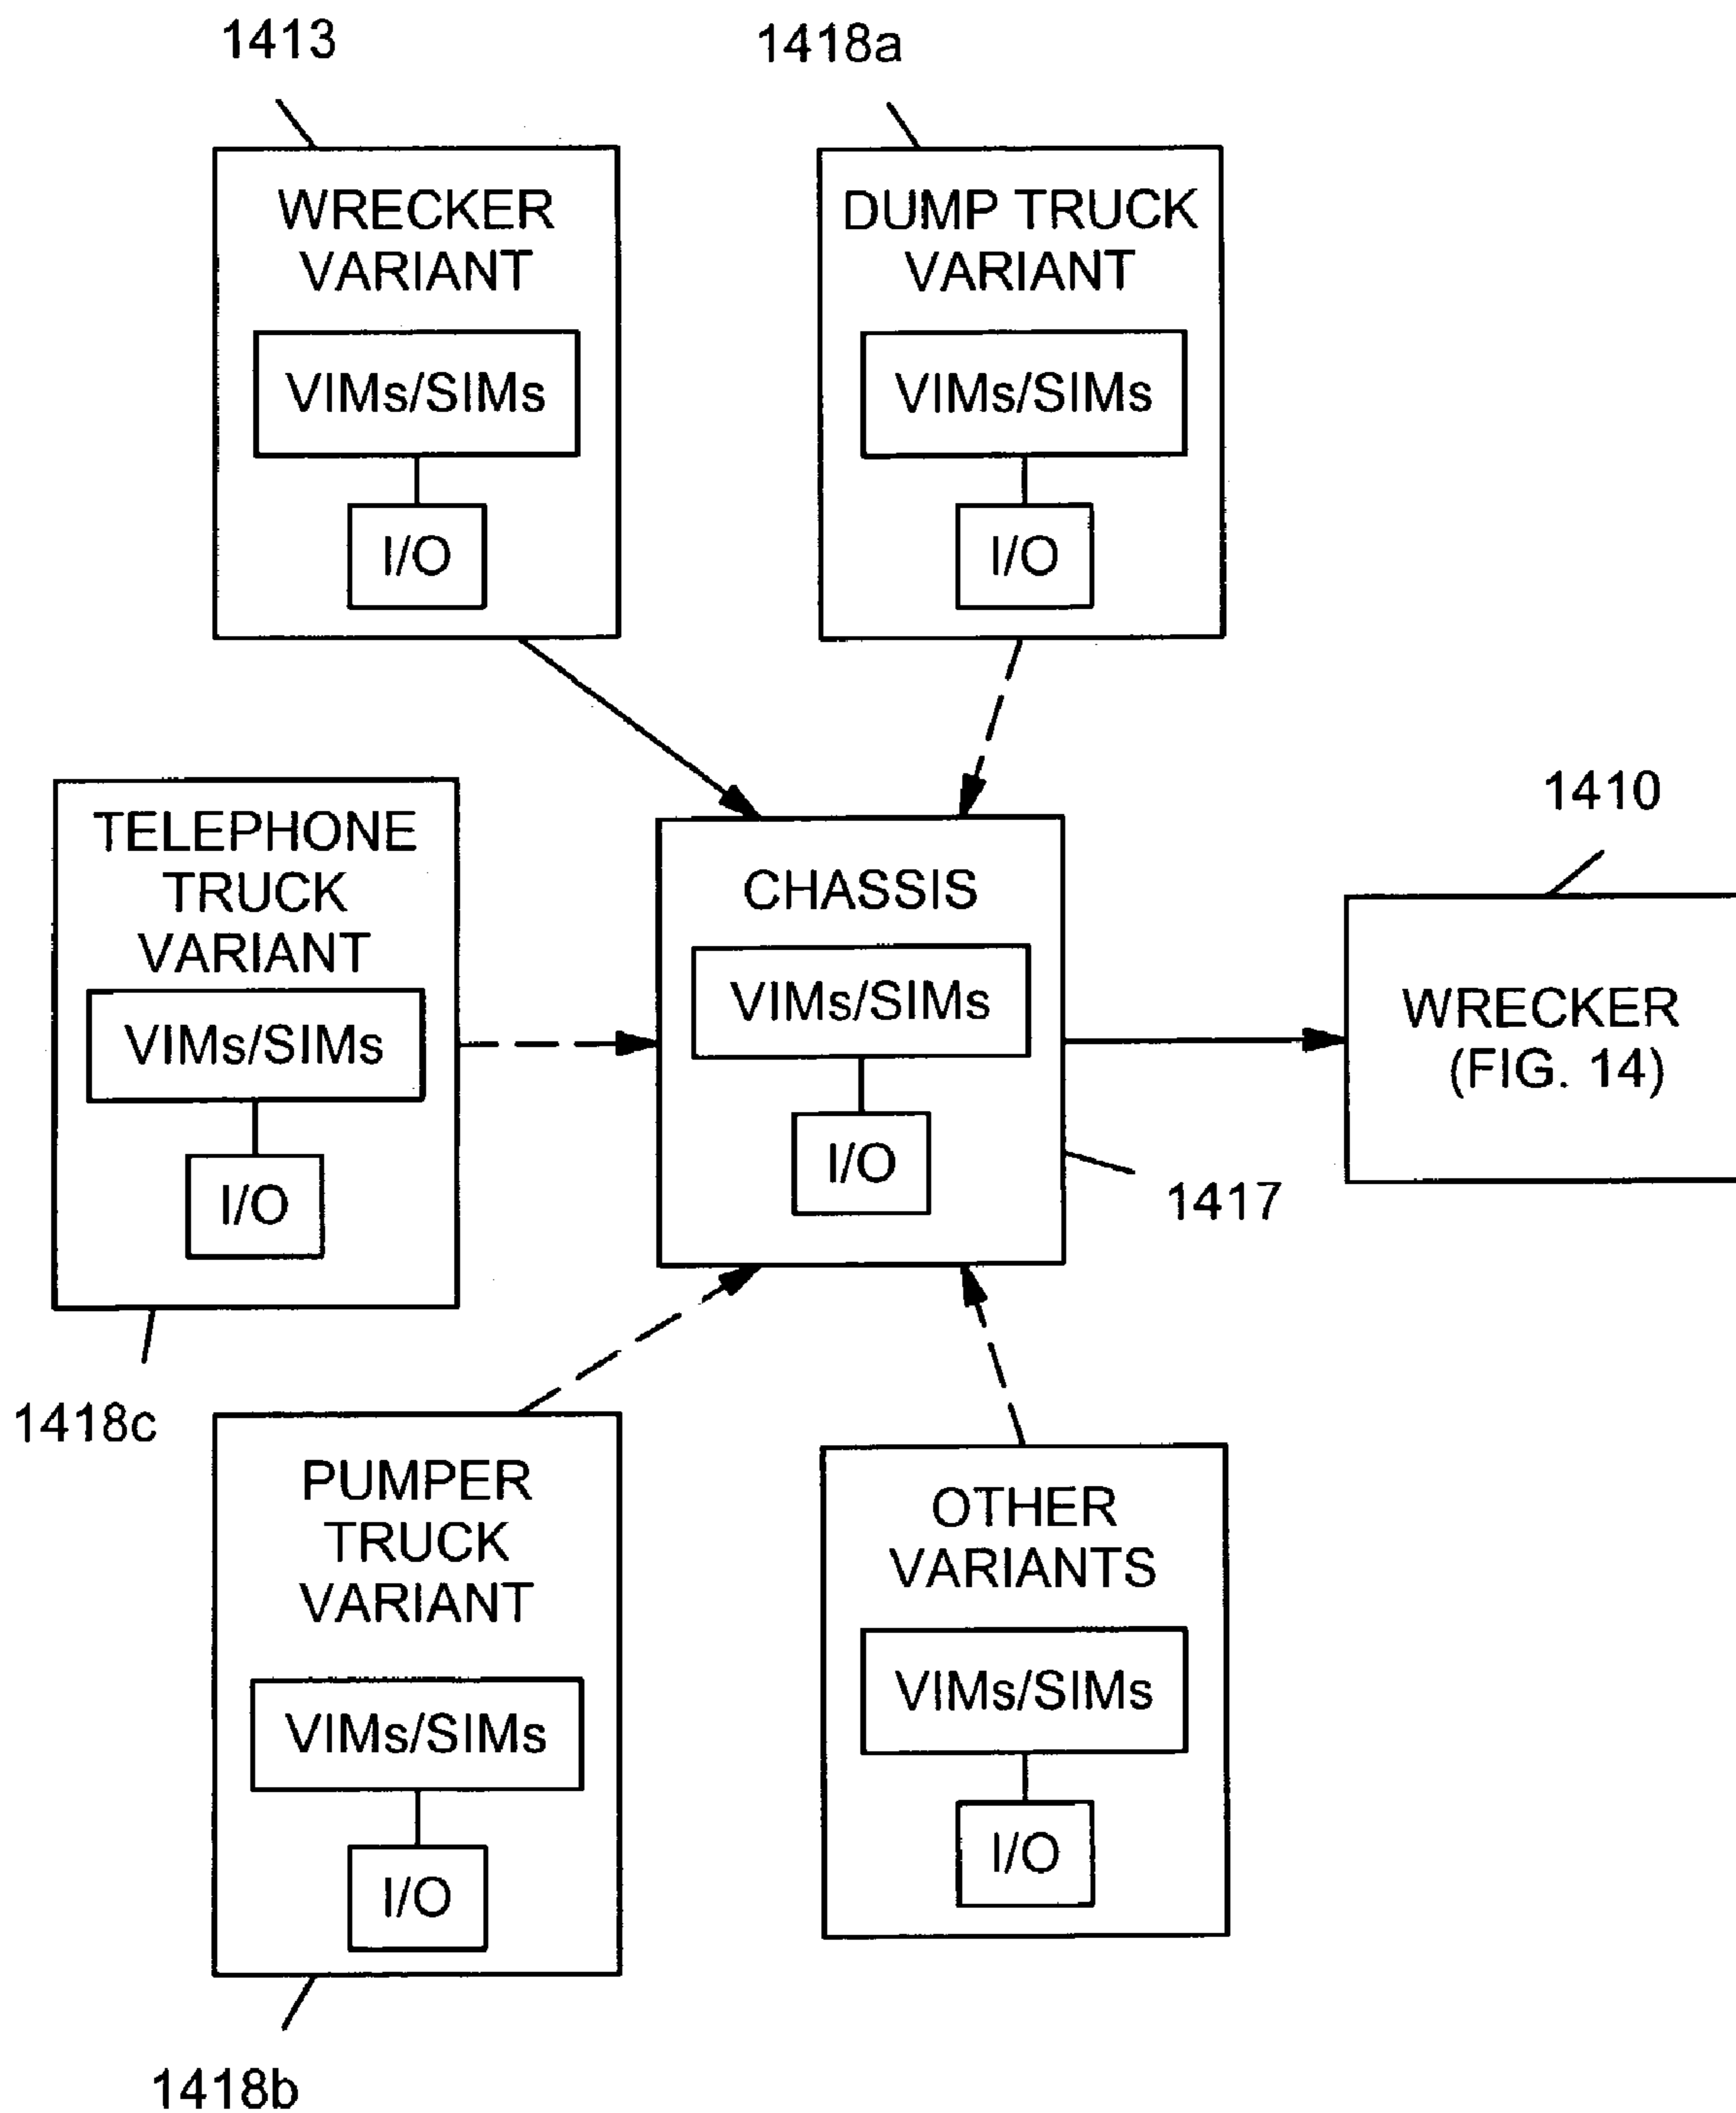 1413
1418a
WRECKER
VARIANT
VIMs/SIMs
I/O
DUMP TRUCK
VARIANT
VIMs/SIMs
I/O
TELEPHONE
TRUCK
VARIANT
VIMs/SIMs
I/O
1418c
CHASSIS
VIMs/SIMs
I/O
1417
1410
WRECKER
(FIG. 14)
PUMPER
TRUCK
VARIANT
VIMs/SIMs
I/O
1418b
OTHER
VARIANTS
VIMs/SIMs
I/O